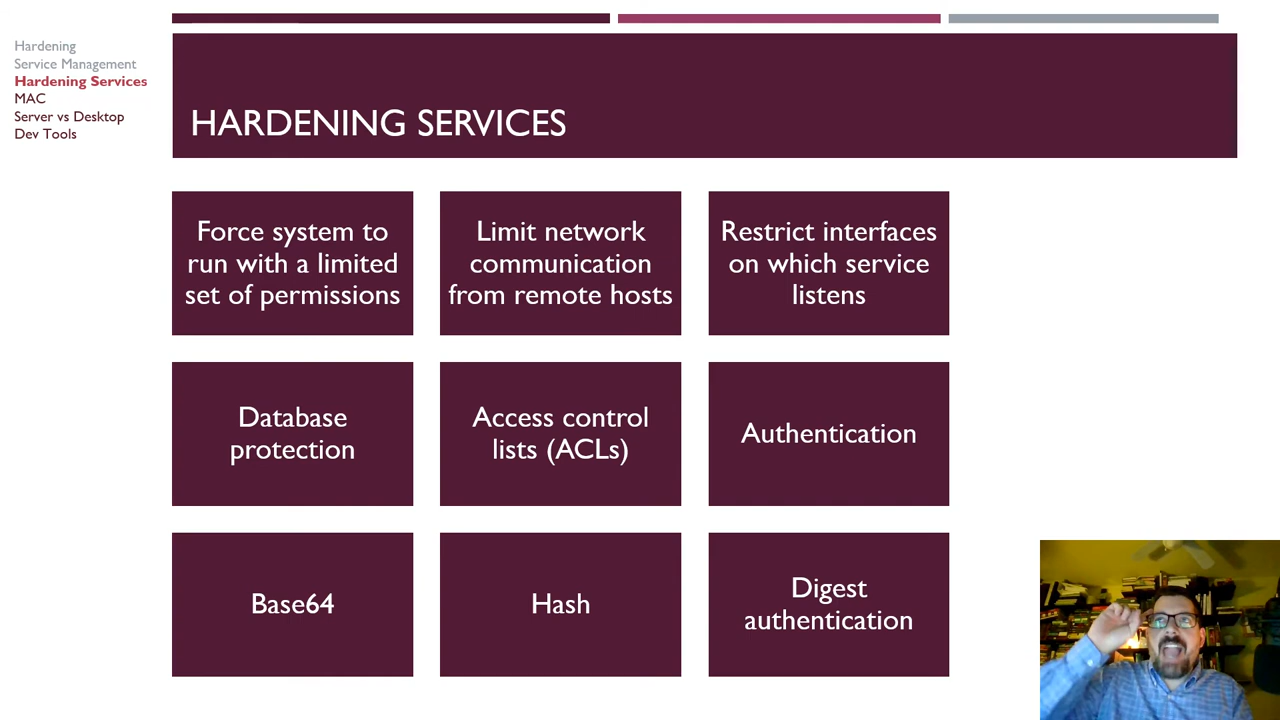 Hardening
Service Management
Hardening Services
MAC
Server vs Desktop
Dev Tools
HARDENING SERVICES
Force system to
run with a limited
set of permissions
Limit network
communication
from remote hosts
Restrict interfaces
on which service
listens
Database
protection
Access control
lists (ACLs)
Authentication
Base64
Hash
Digest
authentication